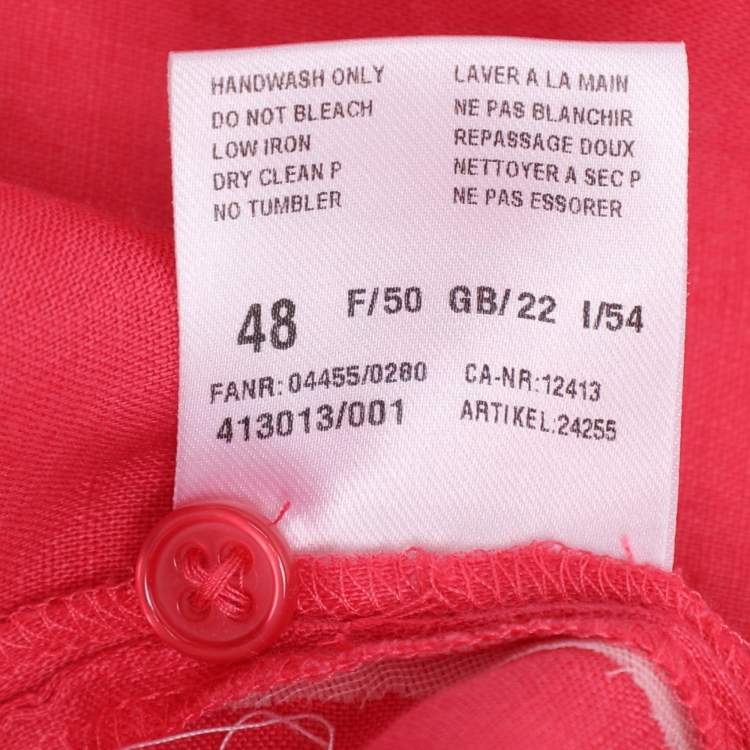 HANDWASH ONLY
DO NOT BLEACH
LOW IRON
DRY CLEAN P
NO TUMBLER
LAVER A LA MAIN
NE PAS BLANCHIR
REPASSAGE DOUX
NETTOYER A SEC P
NE PAS ESSORER
48 F/50 GB/22 I/54
FANR: 04455/0280 CA-NR:12413
413013/001 ARTIKEL:24255